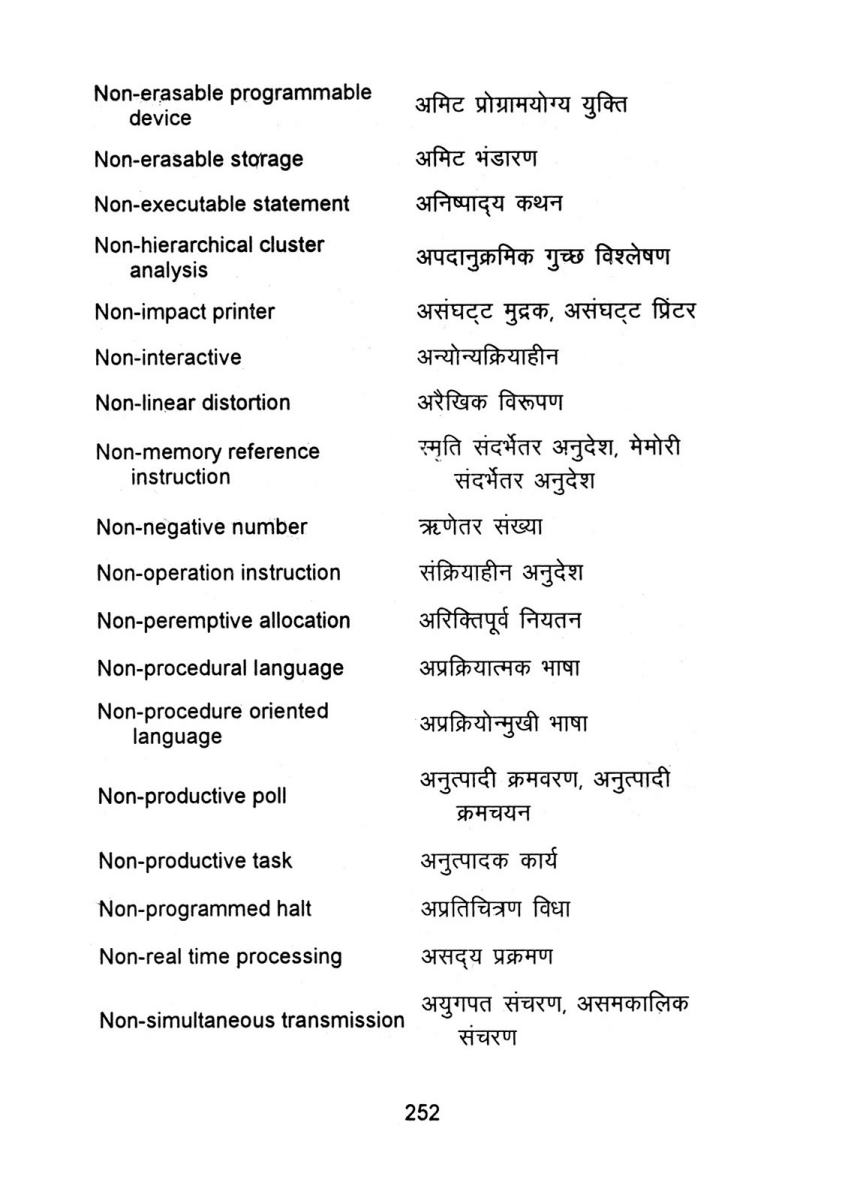 Non-erasable programmable
device
अमिट प्रोग्रामयोग्य युक्ति
Non-erasable storage
अमिट भंडारण
Non-executable statement
अनिष्पाद्‌य कथन
Non-hierarchical cluster
analysis
अपदानुक्रमिक गुच्छ विश्लेषण
Non-impact printer
असंघट्‌ट मुद्रक, असंघट्‌ट प्रिंटर
Non-interactive
अन्योन्यक्रियाहीन
Non-linear distortion
अरैखिक विरूपण
Non-memory reference
instruction
स्मृति संदर्भेतर अनुदेश, मेमोरी
संदर्भेतर अनुदेश
Non-negative number
ऋणेतर संख्या
Non-operation instruction
संक्रियाहीन अनुदेश
Non-peremptive allocation
अरिक्तिपूर्व नियतन
Non-procedural language
अप्रक्रियात्मक भाषा
Non-procedure oriented
language
अप्रक्रियोन्मुखी भाषा
Non-productive poll
अनुत्पादी क्रमवरण, अनुत्पादी
क्रमचयन
Non-productive task
अनुत्पादक कार्य
Non-programmed halt
अप्रतिचित्रण विधा
Non-real time processing
असद्‌य प्रक्रमण
Non-simultaneous transmission
अयुगपत संचरण, असमकालिक
संचरण
252